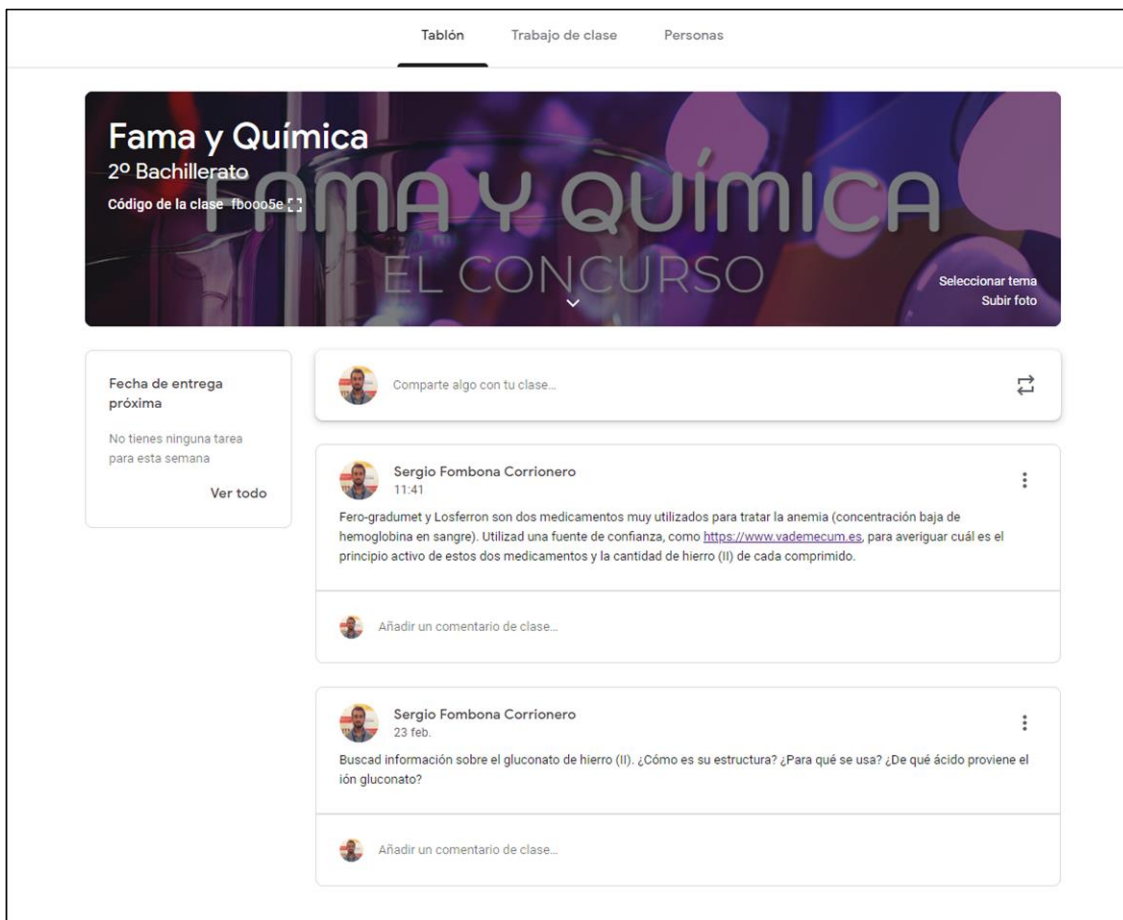 Tablón Trabajo de clase Personas
Fama y Química
2º Bachillerato
Código de la clase fbooo5e
FAMA Y QUÍMICA
EL CONCURSO
Seleccionar tema
Subir foto
Fecha de entrega
próxima
No tienes ninguna tarea
para esta semana
Ver todo
Comparte algo con tu clase...
Sergio Fombona Corrionero
11:41
Fero-gradumet y Losferron son dos medicamentos muy utilizados para tratar la anemia (concentración baja de
hemoglobina en sangre). Utilizad una fuente de confianza, como https://www.vademecum.es, para averiguar cuál es el
principio activo de estos dos medicamentos y la cantidad de hierro (II) de cada comprimido.
Añadir un comentario de clase...
Sergio Fombona Corrionero
23 feb.
Buscad información sobre el gluconato de hierro (II). ¿Cómo es su estructura? ¿Para qué se usa? ¿De qué ácido proviene el
ión gluconato?
Añadir un comentario de clase...